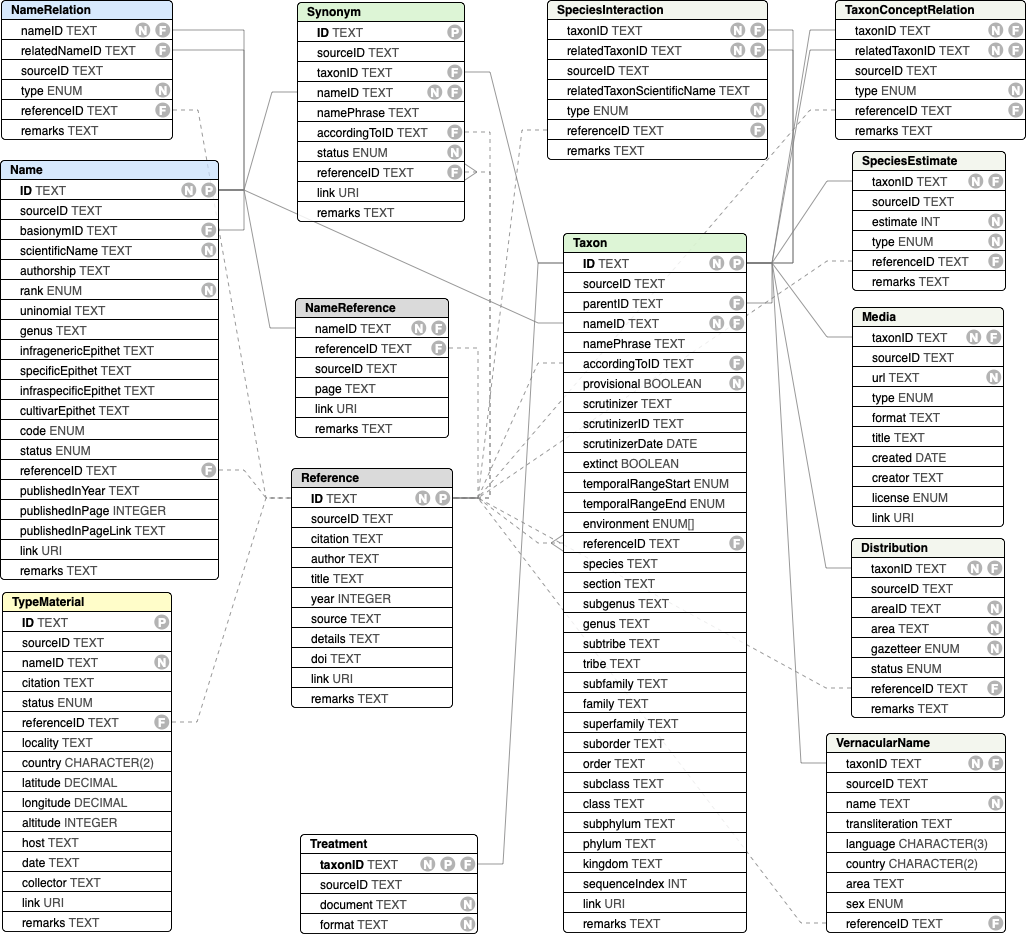 NameRelation
nameID TEXT N F
relatedNameID TEXT F
sourceID TEXT
type ENUM N
referenceID TEXT F
remarks TEXT
Name
ID TEXT N P
sourceID TEXT
basionymID TEXT F
scientificName TEXT N
authorship TEXT
rank ENUM N
uninomial TEXT
genus TEXT
infragenericEpithet TEXT
specificEpithet TEXT
infraspecificEpithet TEXT
cultivarEpithet TEXT
code ENUM
status ENUM
referenceID TEXT F
publishedInYear TEXT
publishedInPage INTEGER
publishedInPageLink TEXT
link URI
remarks TEXT
TypeMaterial
ID TEXT P
sourceID TEXT
nameID TEXT N
citation TEXT
status ENUM
referenceID TEXT F
locality TEXT
country CHARACTER(2)
latitude DECIMAL
longitude DECIMAL
altitude INTEGER
host TEXT
date TEXT
collector TEXT
link URI
remarks TEXT
Synonym
ID TEXT P
sourceID TEXT
taxonID TEXT F
nameID TEXT N F
namePhrase TEXT
accordingToID TEXT F
status ENUM N
referenceID TEXT F
link URI
remarks TEXT
NameReference
nameID TEXT N F
referenceID TEXT F
sourceID TEXT
page TEXT
link URI
remarks TEXT
Reference
ID TEXT N P
sourceID TEXT
citation TEXT
author TEXT
title TEXT
year INTEGER
source TEXT
details TEXT
doi TEXT
link URI
remarks TEXT
Treatment
taxonID TEXT N P F
sourceID TEXT
document TEXT N
format TEXT N
SpeciesInteraction
taxonID TEXT N F
relatedTaxonID TEXT N F
sourceID TEXT
relatedTaxonScientificName TEXT
type ENUM N
referenceID TEXT F
remarks TEXT
Taxon
ID TEXT N P
sourceID TEXT
parentID TEXT F
nameID TEXT N F
namePhrase TEXT
accordingToID TEXT F
provisional BOOLEAN N
scrutinizer TEXT
scrutinizerID TEXT
scrutinizerDate DATE
extinct BOOLEAN
temporalRangeStart ENUM
temporalRangeEnd ENUM
environment ENUM[]
referenceID TEXT F
species TEXT
section TEXT
subgenus TEXT
genus TEXT
subtribe TEXT
tribe TEXT
subfamily TEXT
family TEXT
superfamily TEXT
suborder TEXT
order TEXT
subclass TEXT
class TEXT
subphylum TEXT
phylum TEXT
kingdom TEXT
sequenceIndex INT
link URI
remarks TEXT
TaxonConceptRelation
taxonID TEXT N F
relatedTaxonID TEXT N F
sourceID TEXT
type ENUM N
referenceID TEXT F
remarks TEXT
SpeciesEstimate
taxonID TEXT N F
sourceID TEXT
estimate INT N
type ENUM N
referenceID TEXT F
remarks TEXT
Media
taxonID TEXT N F
sourceID TEXT
url TEXT N
type ENUM
format TEXT
title TEXT
created DATE
creator TEXT
license ENUM
link URI
Distribution
taxonID TEXT N F
sourceID TEXT
areaID TEXT N
area TEXT N
gazetteer ENUM N
status ENUM
referenceID TEXT F
remarks TEXT
VernacularName
taxonID TEXT N F
sourceID TEXT
name TEXT N
transliteration TEXT
language CHARACTER(3)
country CHARACTER(2)
area TEXT
sex ENUM
referenceID TEXT F